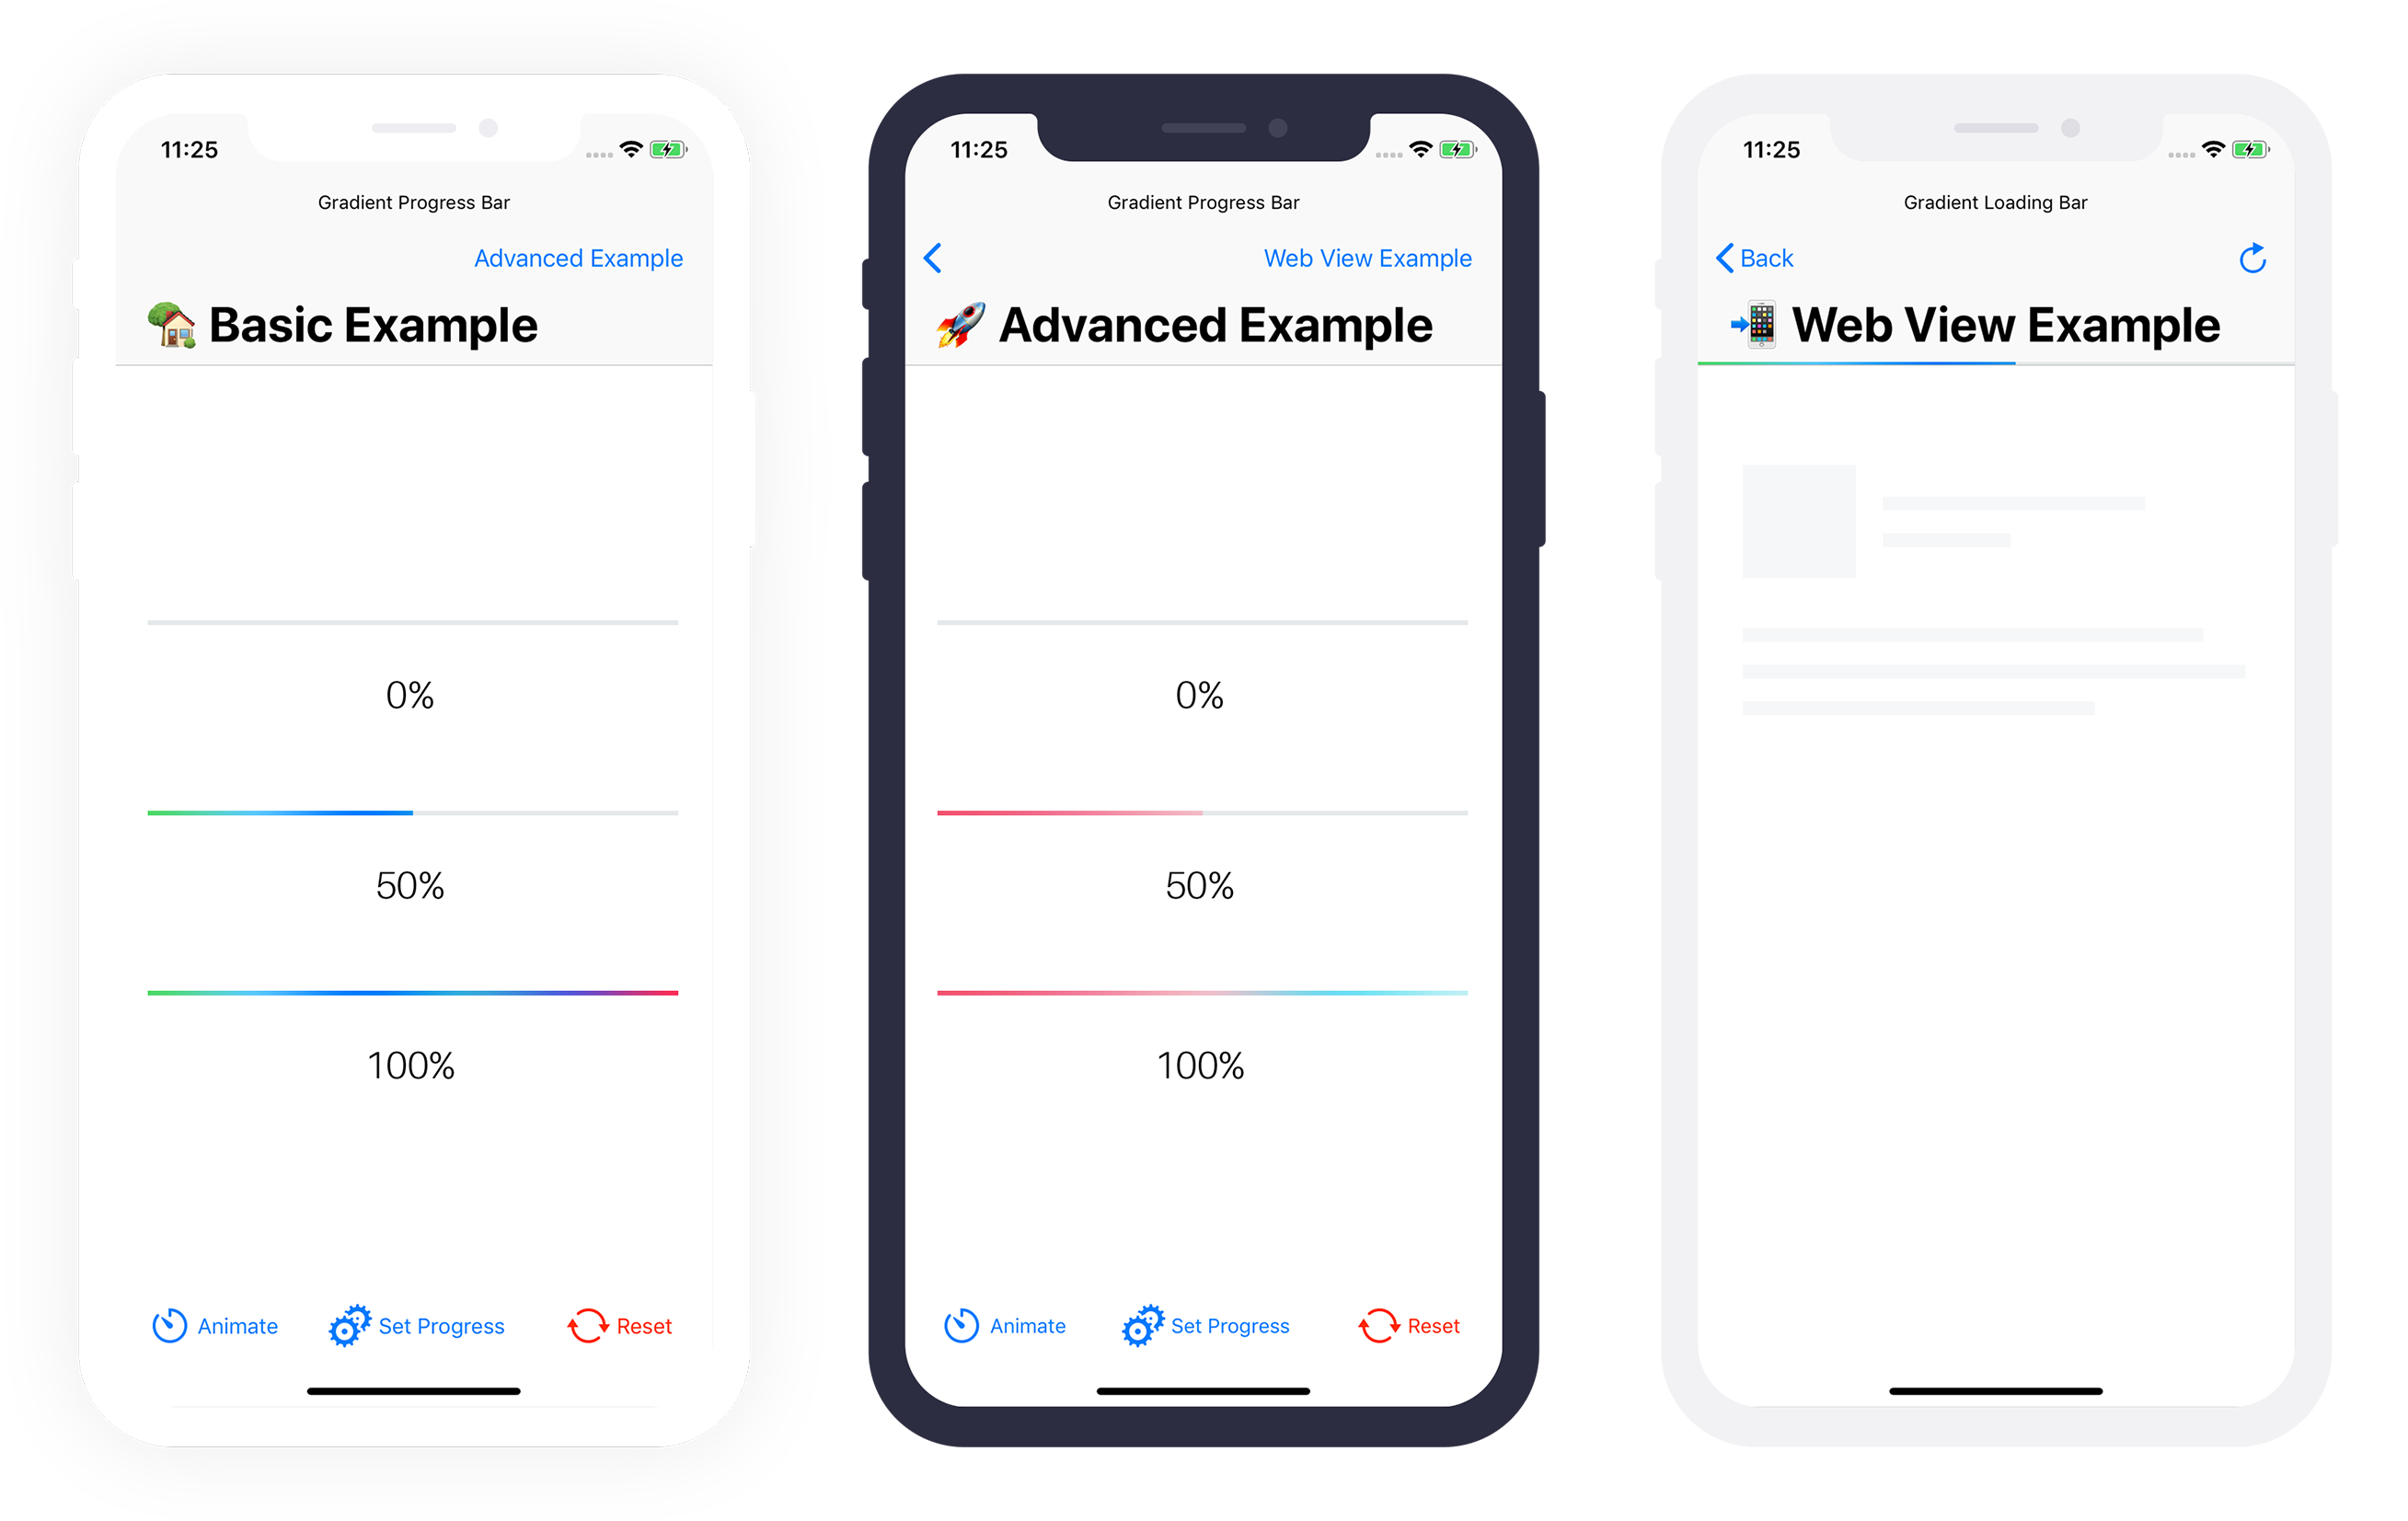 11:25
Gradient Progress Bar
Advanced Example
Basic Example
0%
50%
100%
Animate
Set Progress
Reset
11:25
Gradient Progress Bar
Web View Example
Advanced Example
0%
50%
100%
Animate
Set Progress
Reset
11:25
Gradient Loading Bar
Back
Web View Example